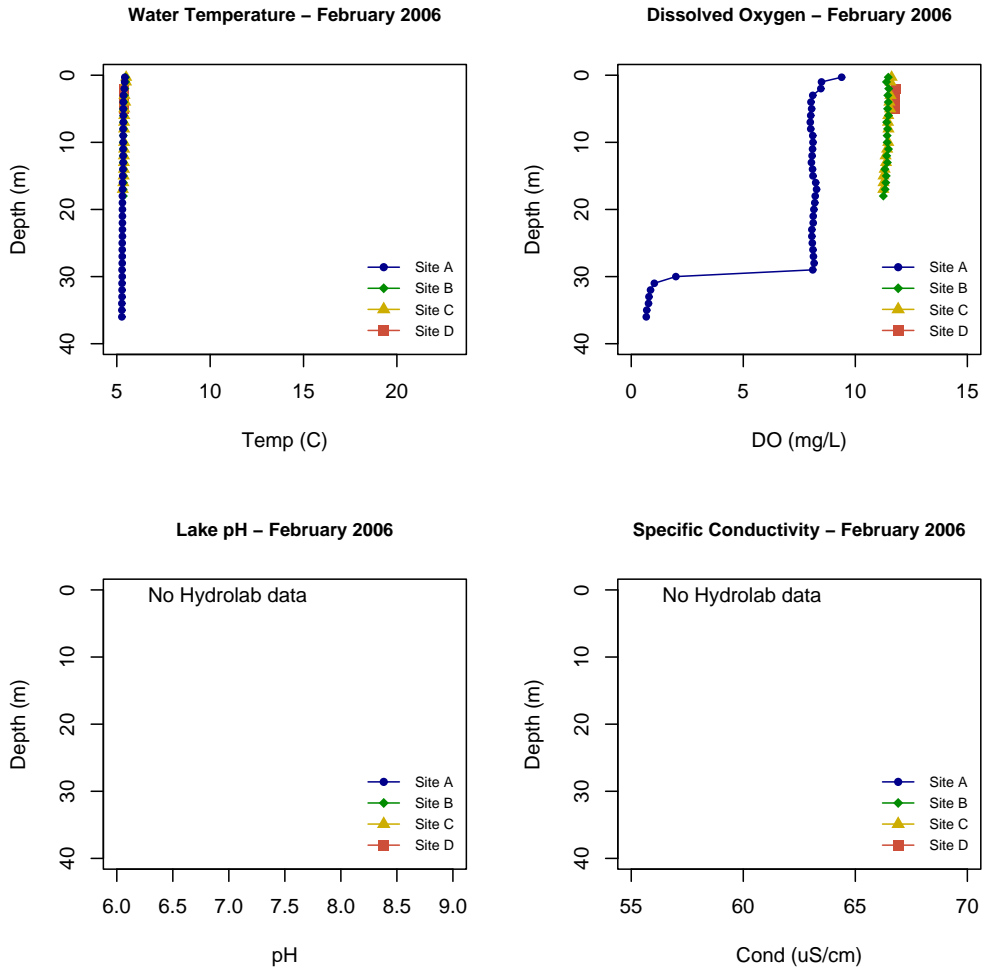 Water Temperature – February 2006
0
10
20
30
40
Depth (m)
5
10
15
20
Temp (C)
Site A
Site B
Site C
Site D
Dissolved Oxygen – February 2006
0
10
20
30
40
Depth (m)
0
5
10
15
DO (mg/L)
Site A
Site B
Site C
Site D
Lake pH – February 2006
No Hydrolab data
0
10
20
30
40
Depth (m)
6.0
6.5
7.0
7.5
8.0
8.5
9.0
pH
Site A
Site B
Site C
Site D
Specific Conductivity – February 2006
No Hydrolab data
0
10
20
30
40
Depth (m)
55
60
65
70
Cond (uS/cm)
Site A
Site B
Site C
Site D